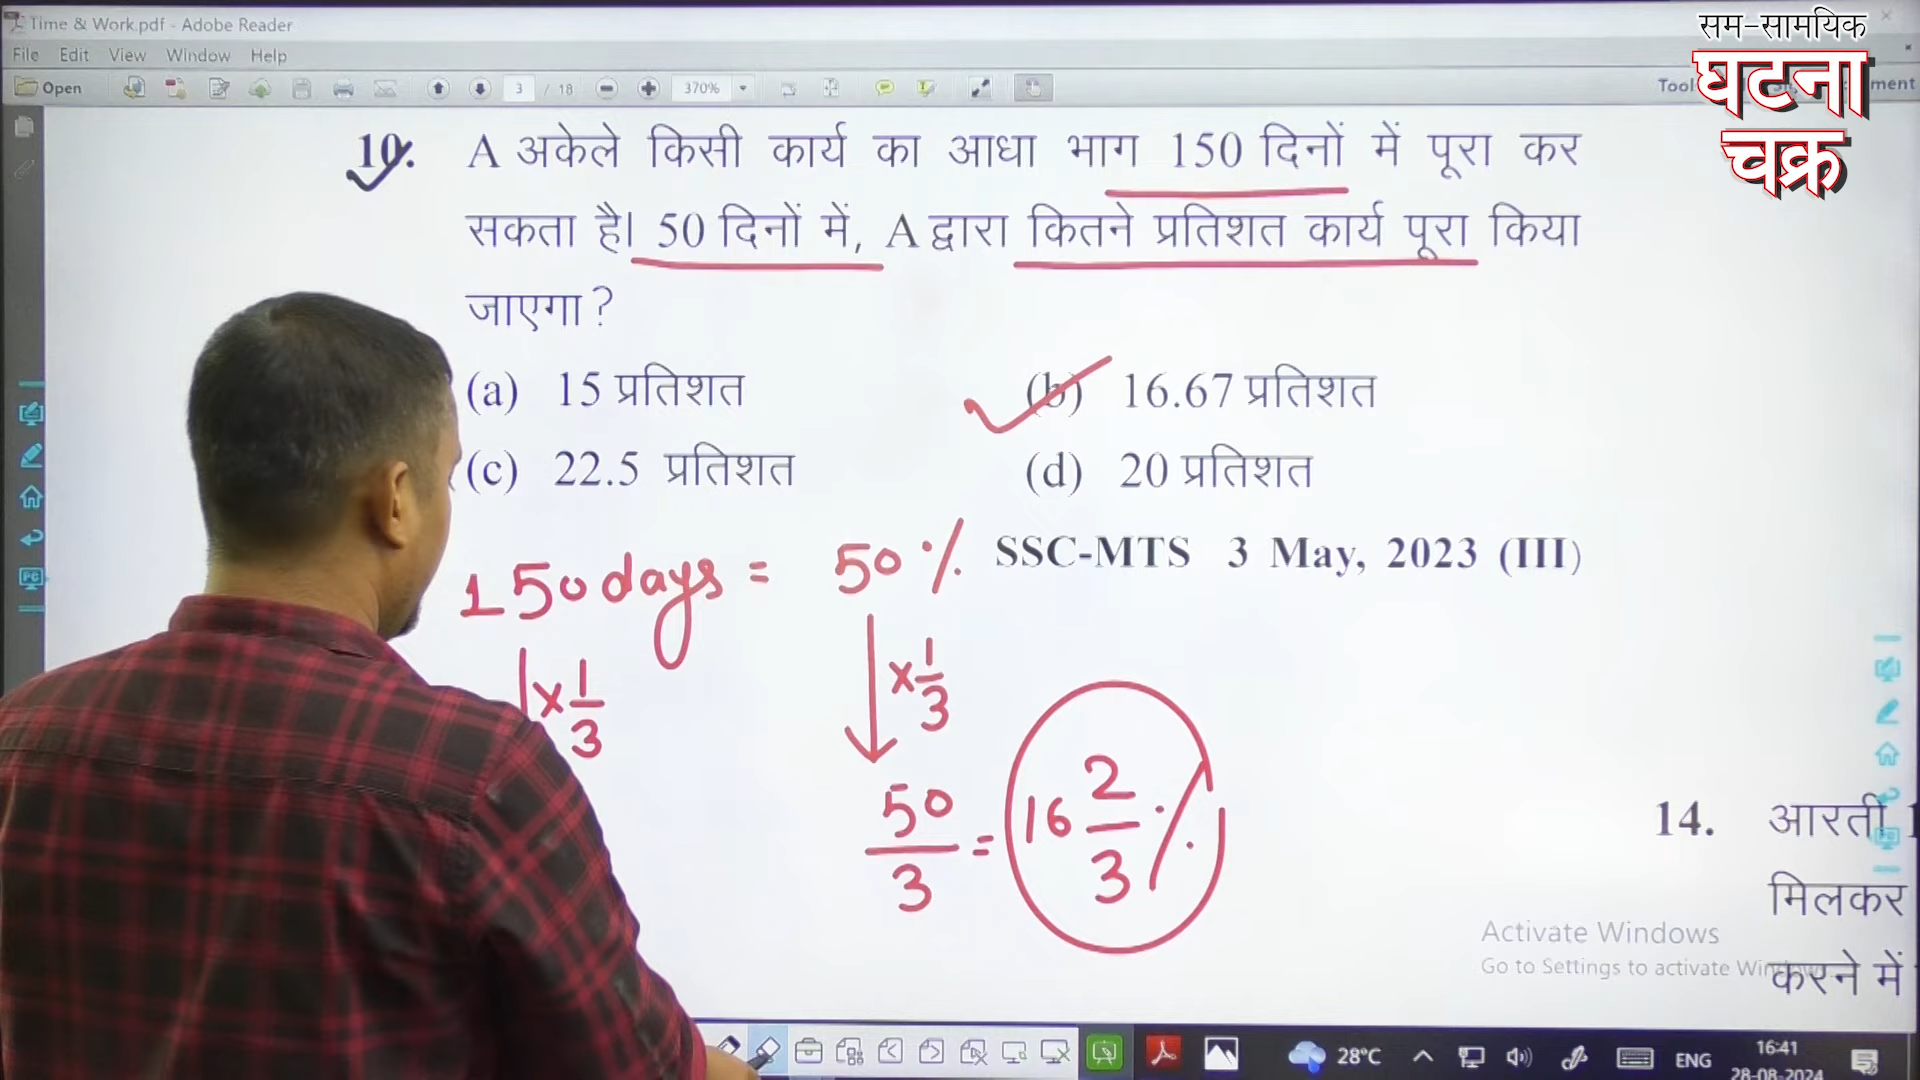 Time & Work.pdf - Adobe Reader
File Edit View Window Help
Open 3 / 18 370%
सम-सामयिक
घटना
चक्र
10. A अकेले किसी कार्य का आधा भाग 150 दिनों में पूरा कर
सकता है। 50 दिनों में, A द्वारा कितने प्रतिशत कार्य पूरा किया
जाएगा?
(a) 15 प्रतिशत (b) 16.67 प्रतिशत
(c) 22.5 प्रतिशत (d) 20 प्रतिशत
SSC-MTS 3 May, 2023 (III)
150 days = 50 %
× 1/3 × 1/3
50/3 = 16 2/3 %
14. आरती
मिलकर
करने में
Activate Windows
Go to Settings to activate
28°C ENG 16:41
28-08-2024